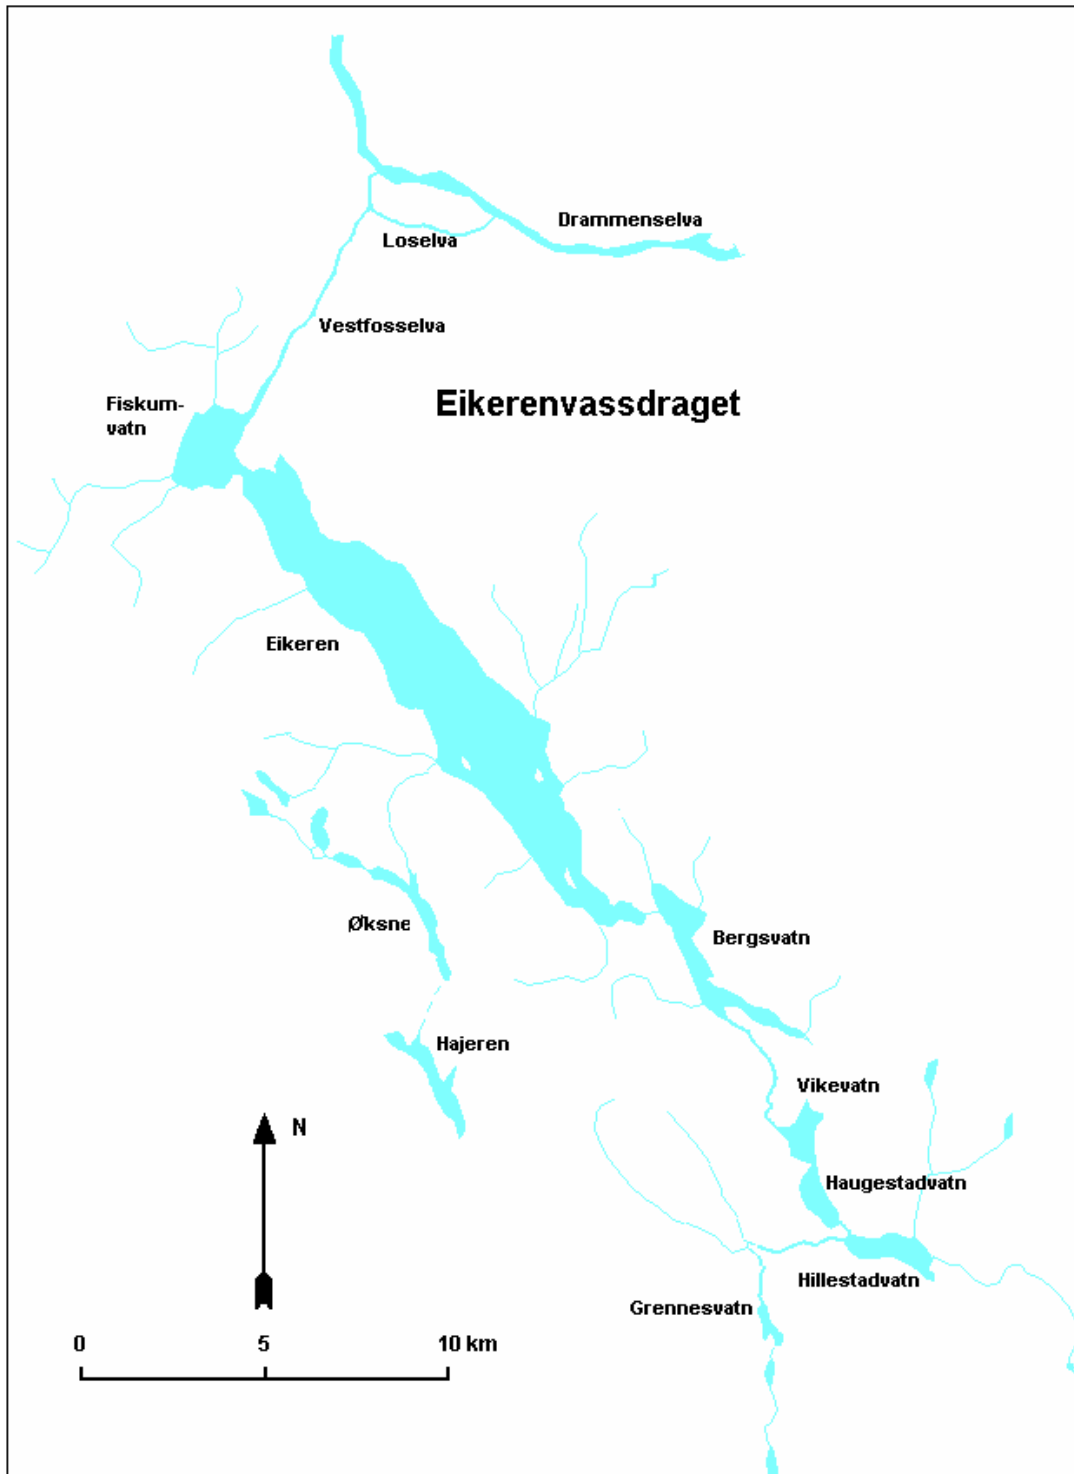 Drammenselva
Loselva
Vestfosselva
Fiskum-
vatn
Eikerenvassdraget
Eikeren
Øksne
Bergsvatn
Hajeren
Vikevatn
N
Haugestadvatn
Hillestadvatn
Grennesvatn
0 5 10 km